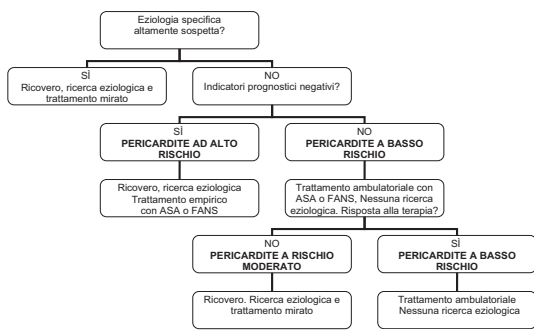 Eziologia specifica
altamente sospetta?
SÌ
Ricovero, ricerca eziologica e
trattamento mirato
NO
Indicatori prognostici negativi?
SÌ
PERICARDITE AD ALTO
RISCHIO
NO
PERICARDITE A BASSO
RISCHIO
Ricovero, ricerca eziologica
Trattamento empirico
con ASA o FANS
Trattamento ambulatoriale con
ASA o FANS, Nessuna ricerca
eziologica. Risposta alla terapia?
NO
PERICARDITE A RISCHIO
MODERATO
SÌ
PERICARDITE A BASSO
RISCHIO
Ricovero. Ricerca eziologica e
trattamento mirato
Trattamento ambulatoriale
Nessuna ricerca eziologica